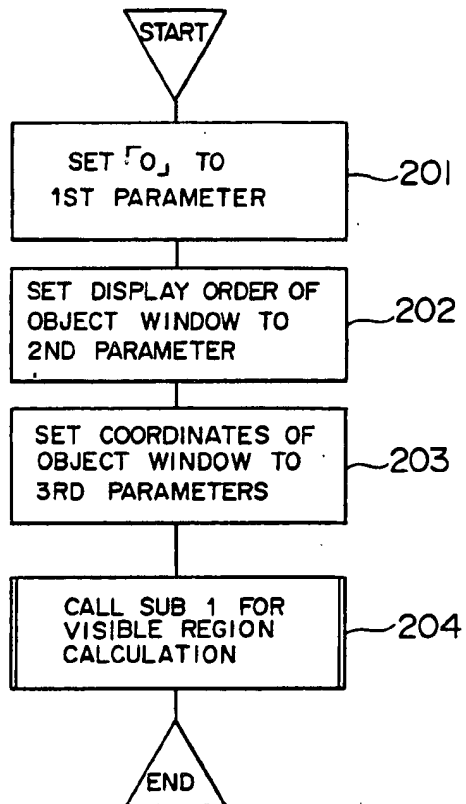 START
SET「0」TO
1ST PARAMETER
201
SET DISPLAY ORDER OF
OBJECT WINDOW TO
2ND PARAMETER
202
SET COORDINATES OF
OBJECT WINDOW TO
3RD PARAMETERS
203
CALL SUB 1 FOR
VISIBLE REGION
CALCULATION
204
END